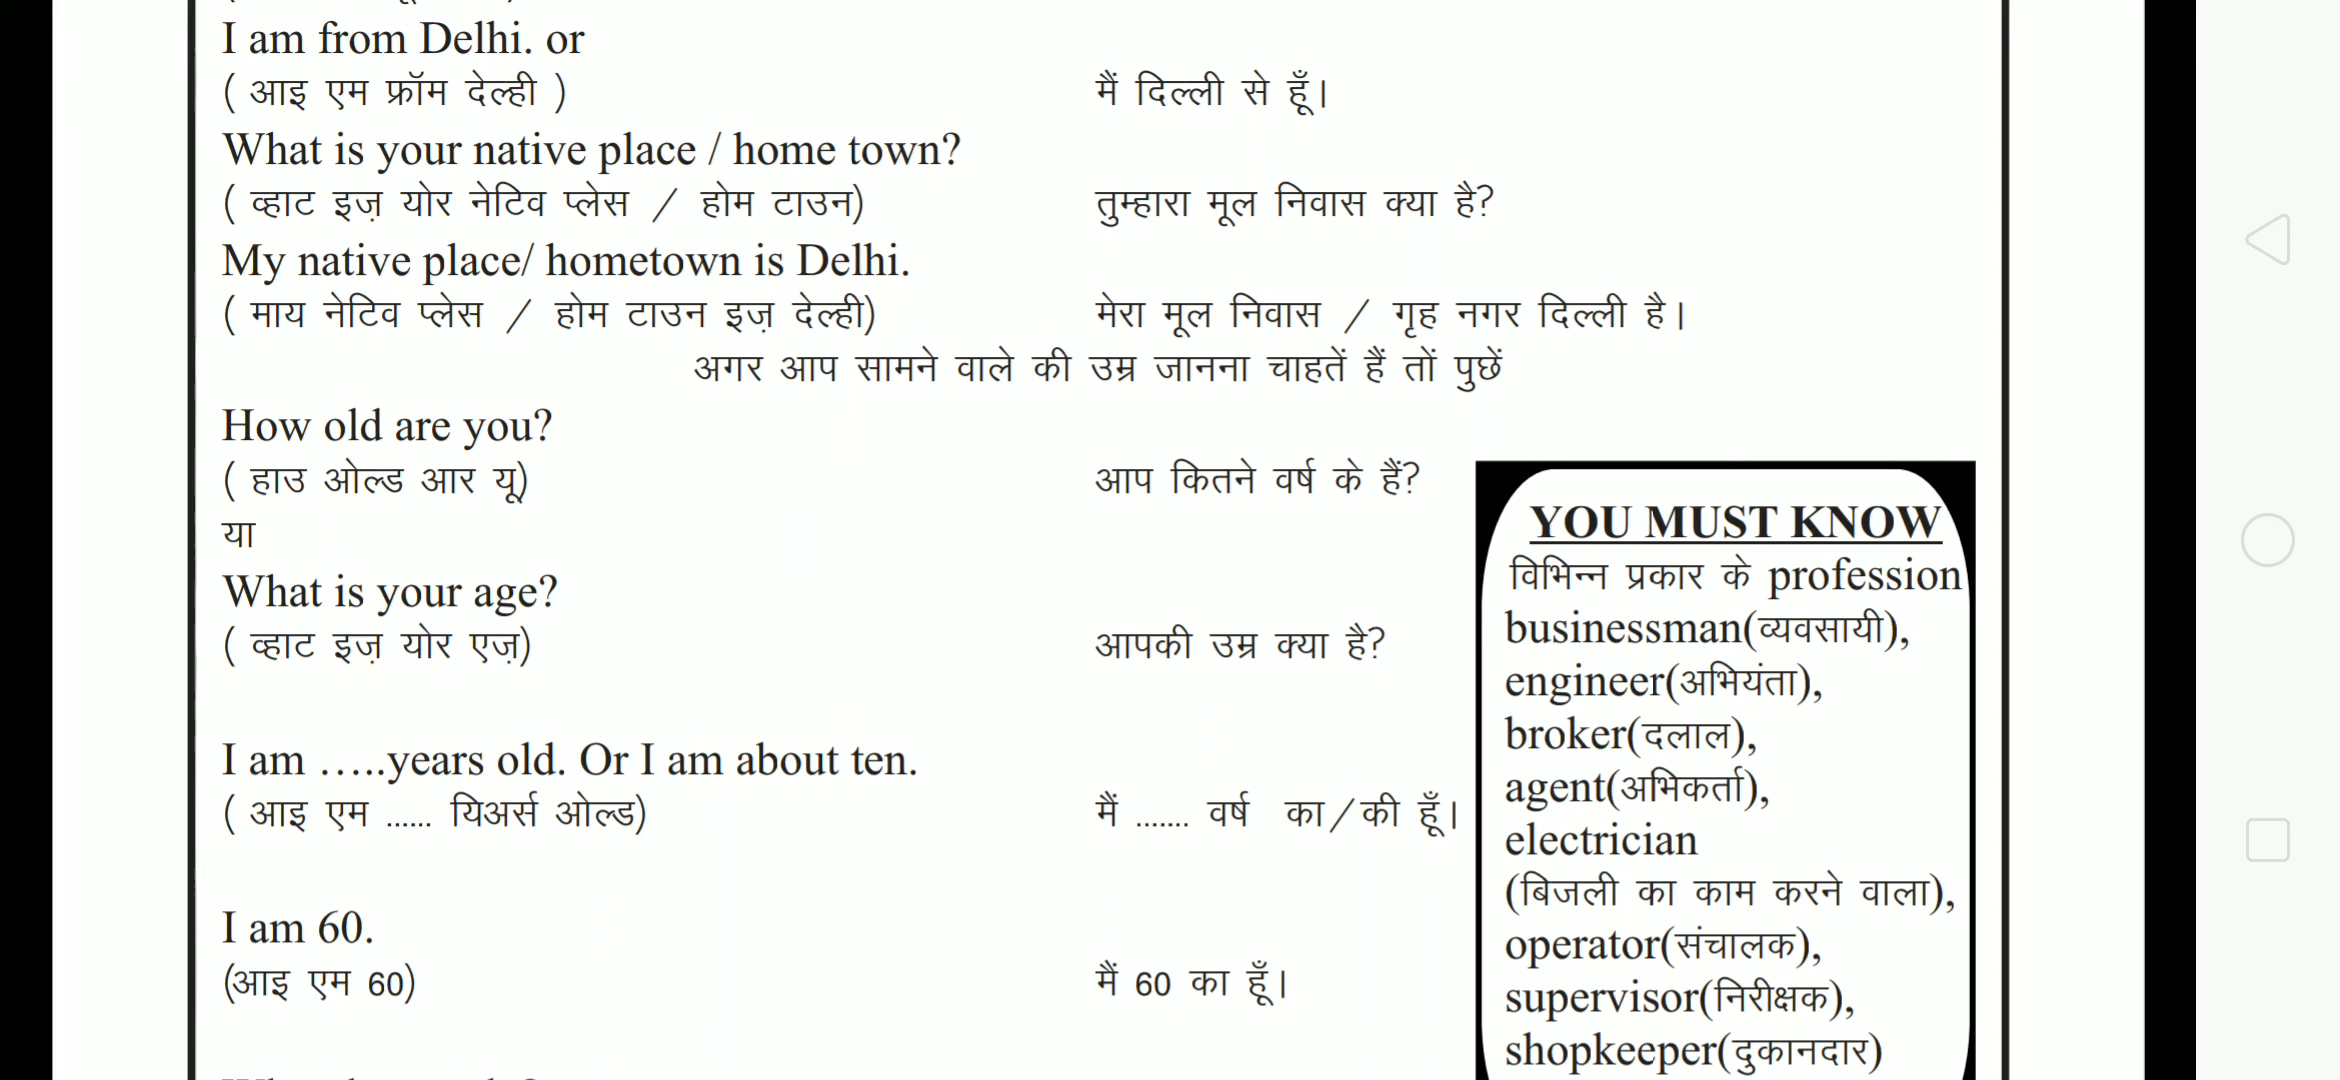 I am from Delhi. or
( आइ एम फ्रॉम देल्ही ) मैं दिल्ली से हूँ।
What is your native place / home town?
( व्हाट इज़ योर नेटिव प्लेस / होम टाउन) तुम्हारा मूल निवास क्या है?
My native place/ hometown is Delhi.
( माय नेटिव प्लेस / होम टाउन इज़ देल्ही) मेरा मूल निवास / गृह नगर दिल्ली है।
अगर आप सामने वाले की उम्र जानना चाहतें हैं तों पुछें
How old are you?
( हाउ ओल्ड आर यू) आप कितने वर्ष के हैं?
या
What is your age?
( व्हाट इज़ योर एज़) आपकी उम्र क्या है?
I am …..years old. Or I am about ten.
( आइ एम ...... यिअर्स ओल्ड) मैं ....... वर्ष का/की हूँ।
I am 60.
(आइ एम 60) मैं 60 का हूँ।
YOU MUST KNOW
विभिन्न प्रकार के profession
businessman(व्यवसायी),
engineer(अभियंता),
broker(दलाल),
agent(अभिकर्ता),
electrician
(बिजली का काम करने वाला),
operator(संचालक),
supervisor(निरीक्षक),
shopkeeper(दुकानदार)